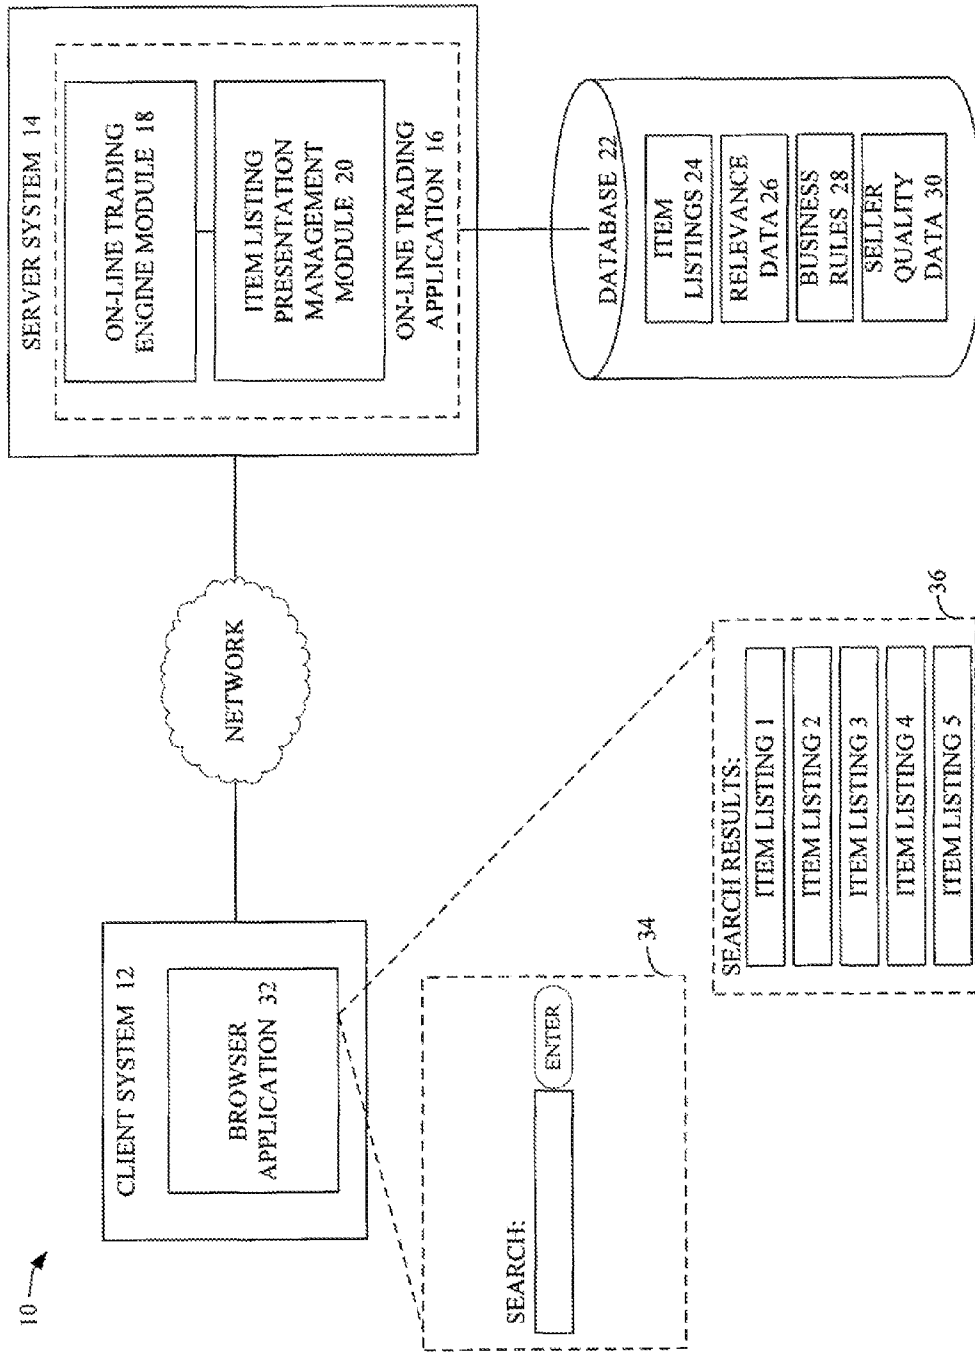 10
CLIENT SYSTEM 12
BROWSER
APPLICATION 32
NETWORK
SERVER SYSTEM 14
ON-LINE TRADING
ENGINE MODULE 18
ITEM LISTING
PRESENTATION
MANAGEMENT
MODULE 20
ON-LINE TRADING
APPLICATION 16
SEARCH:
ENTER
34
SEARCH RESULTS:
ITEM LISTING 1
ITEM LISTING 2
ITEM LISTING 3
ITEM LISTING 4
ITEM LISTING 5
36
DATABASE 22
ITEM
LISTINGS 24
RELEVANCE
DATA 26
BUSINESS
RULES 28
SELLER
QUALITY
DATA 30